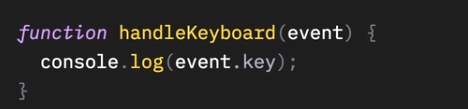 function handleKeyboard(event) {
  console.log(event.key);
}